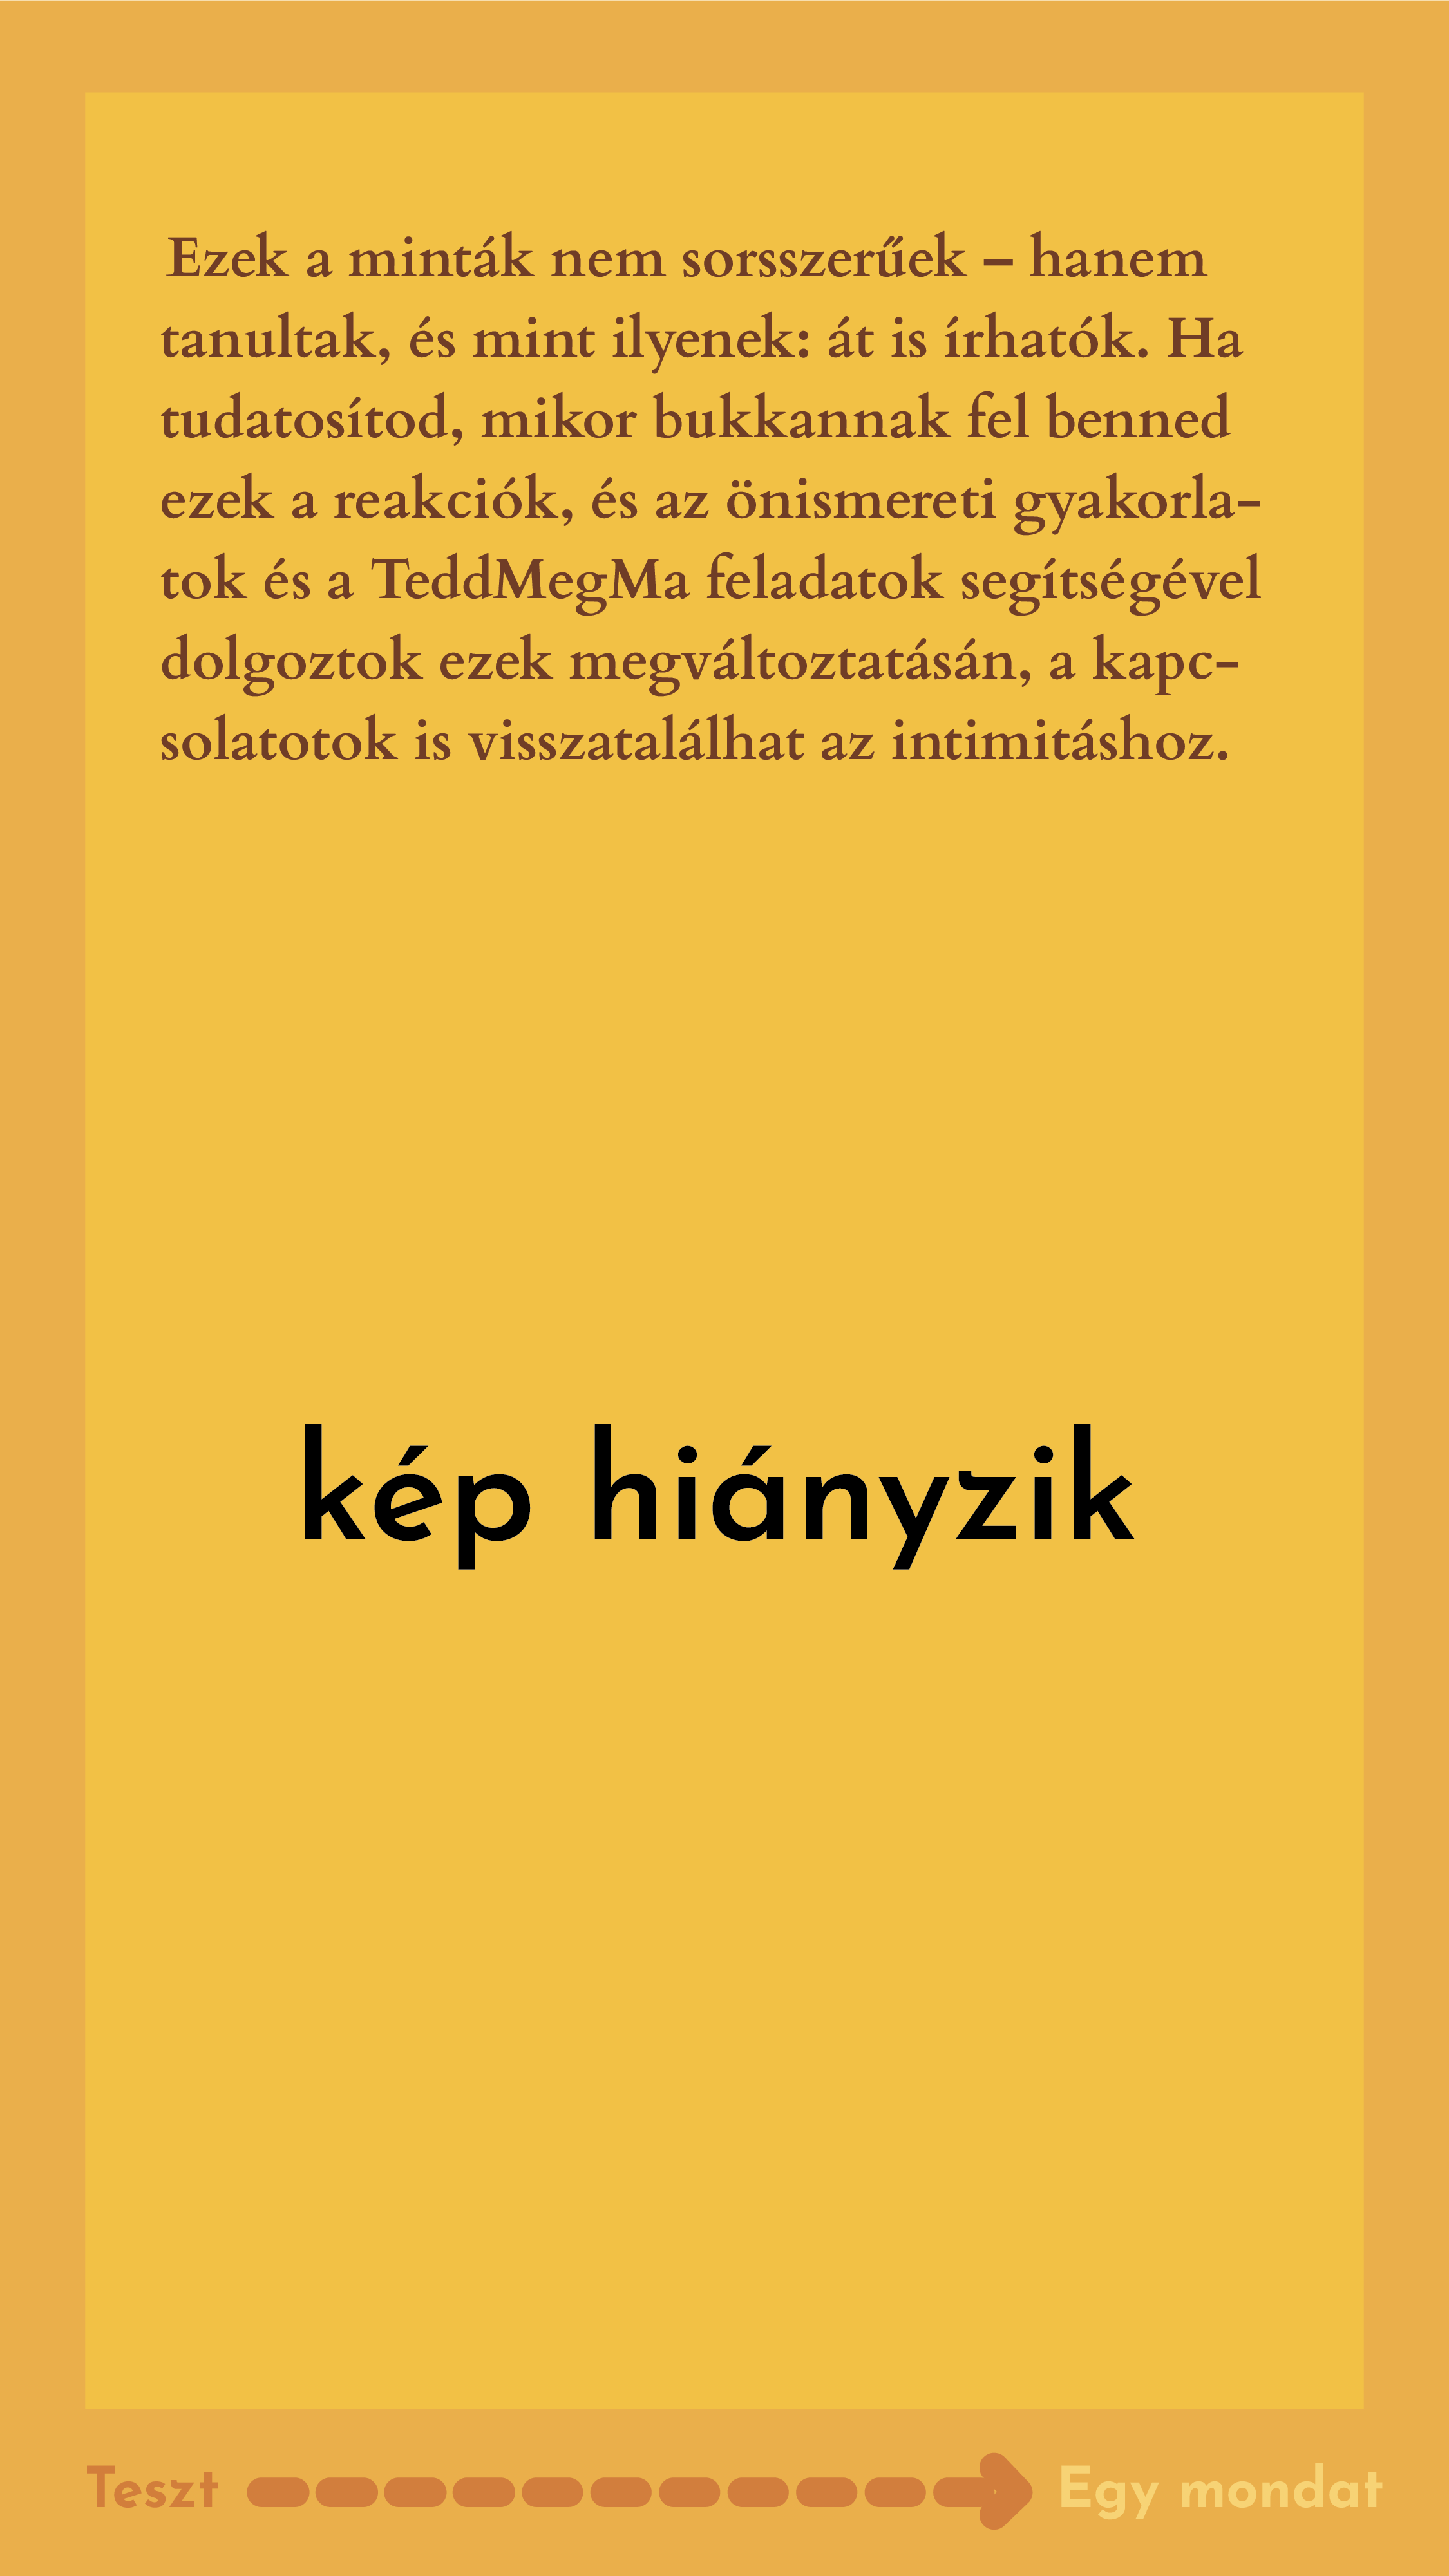 Ezek a minták nem sorsszerűek – hanem
tanultak, és mint ilyenek: át is írhatók. Ha
tudatosítod, mikor bukkannak fel benned
ezek a reakciók, és az önismereti gyakorla-
tok és a TeddMegMa feladatok segítségével
dolgoztok ezek megváltoztatásán, a kapc-
solatotok is visszatalálhat az intimitáshoz.
kép hiányzik
Teszt Egy mondat